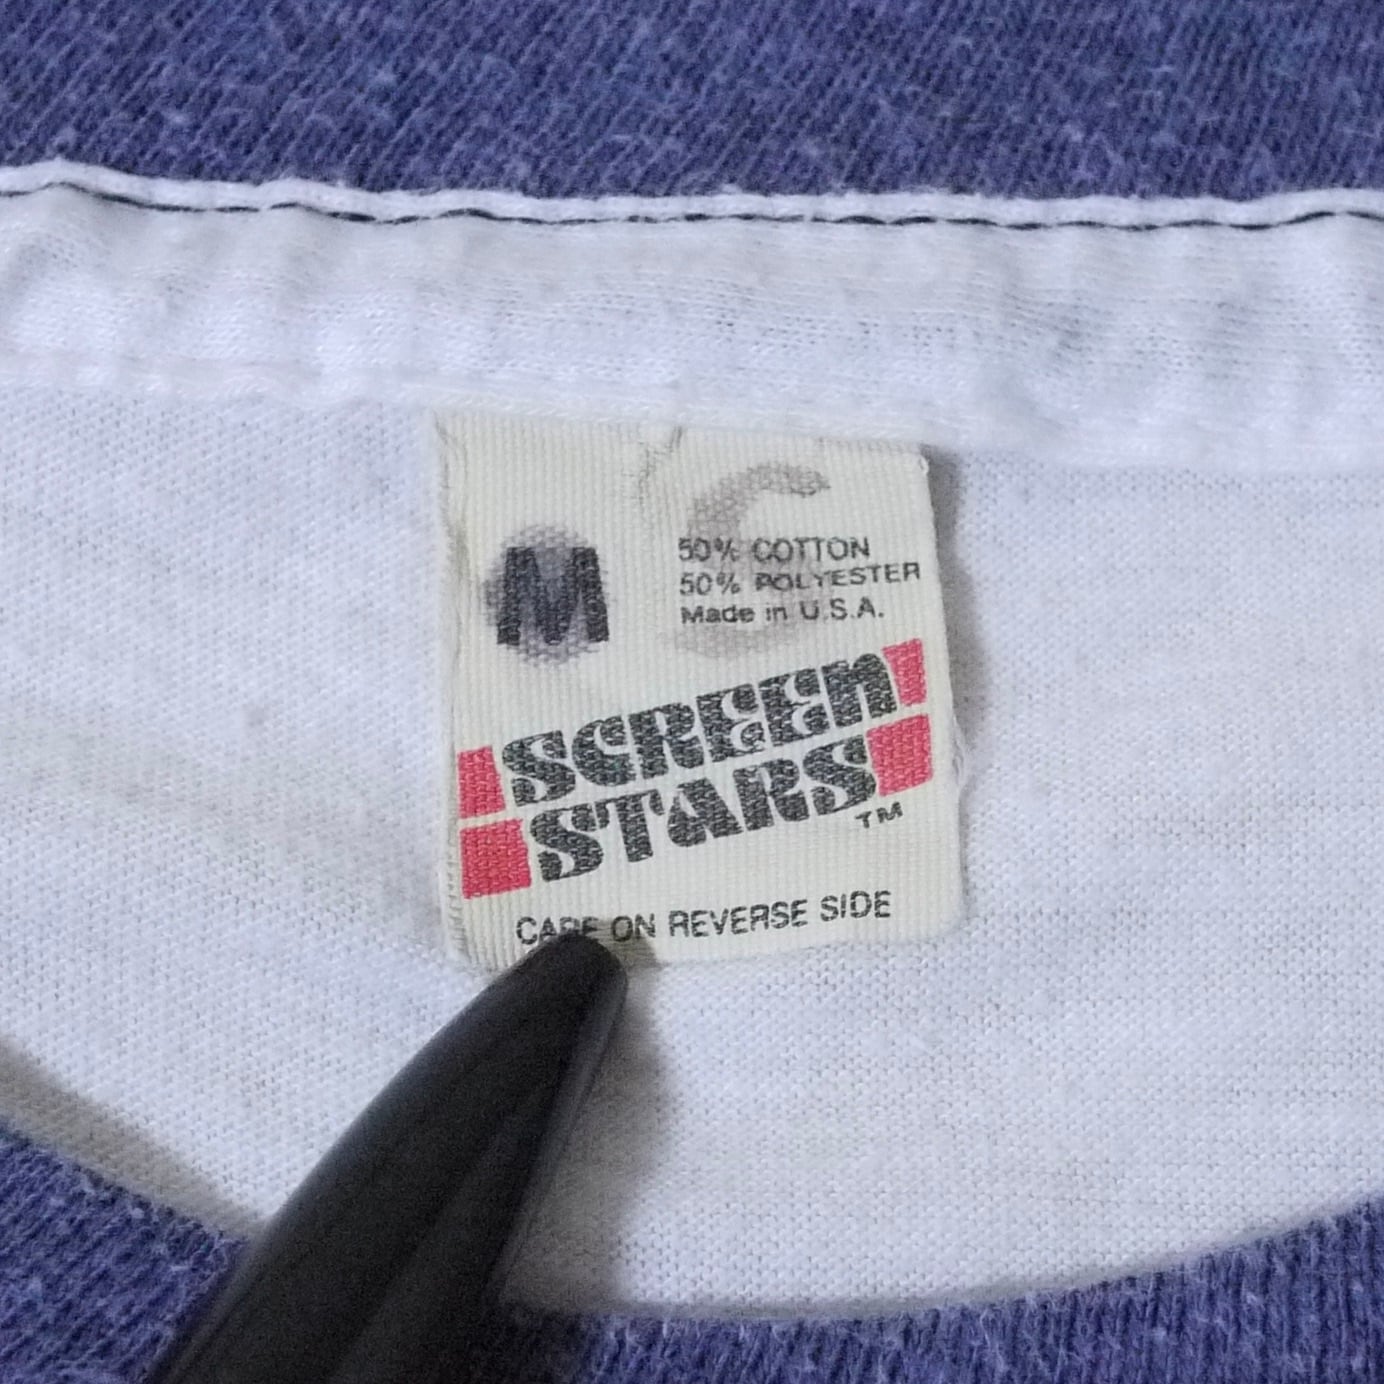 M
50% COTTON
50% POLYESTER
Made in U.S.A.
SCREEN
STARS
TM
CARE ON REVERSE SIDE